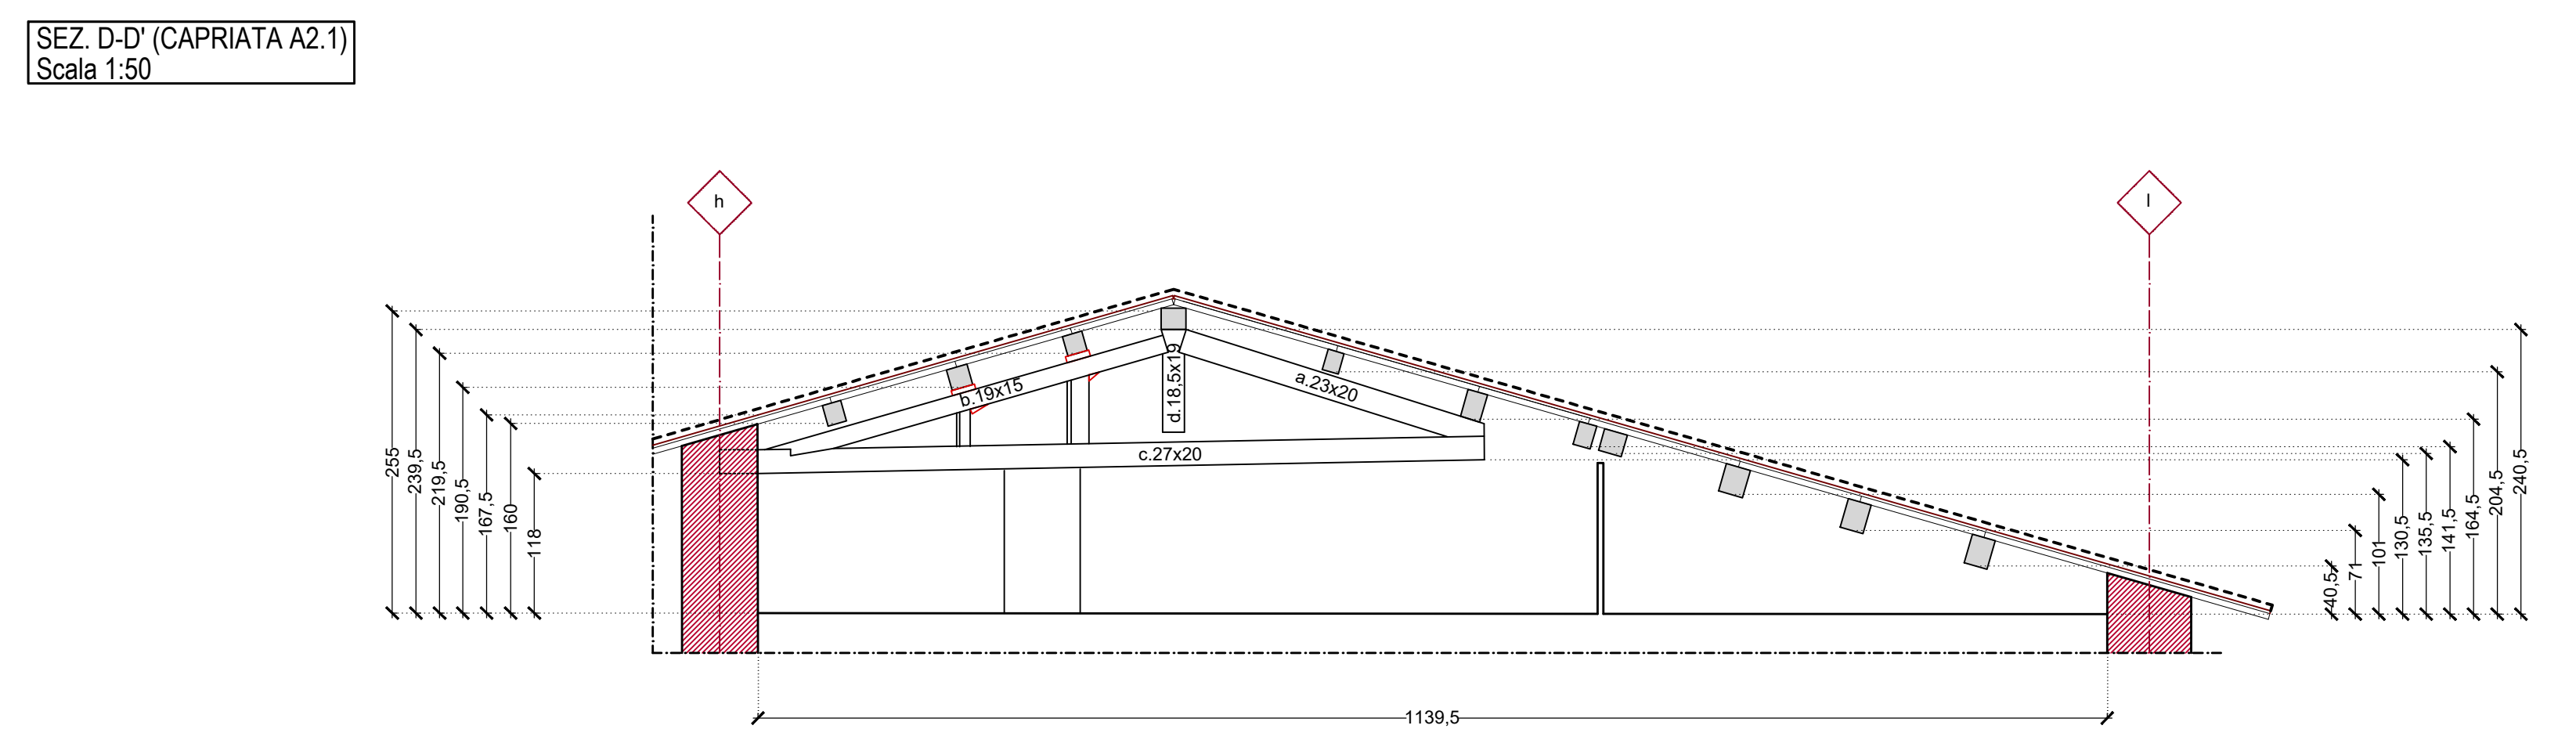 SEZ. D-D' (CAPRIATA A2.1)
Scala 1:50
h
l
b.19x15
d.18,5x19
a.23x20
c.27x20
255
239,5
219,5
190,5
167,5
160
118
40,5
71
101
130,5
135,5
141,5
164,5
204,5
240,5
1139,5